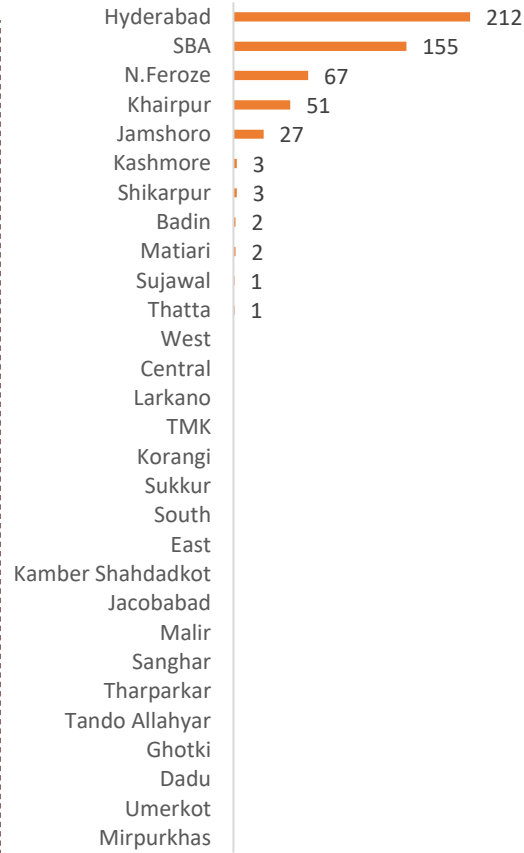 Hyderabad 212
SBA 155
N.Feroze 67
Khairpur 51
Jamshoro 27
Kashmore 3
Shikarpur 3
Badin 2
Matiari 2
Sujawal 1
Thatta 1
West
Central
Larkano
TMK
Korangi
Sukkur
South
East
Kamber Shahdadkot
Jacobabad
Malir
Sanghar
Tharparkar
Tando Allahyar
Ghotki
Dadu
Umerkot
Mirpurkhas